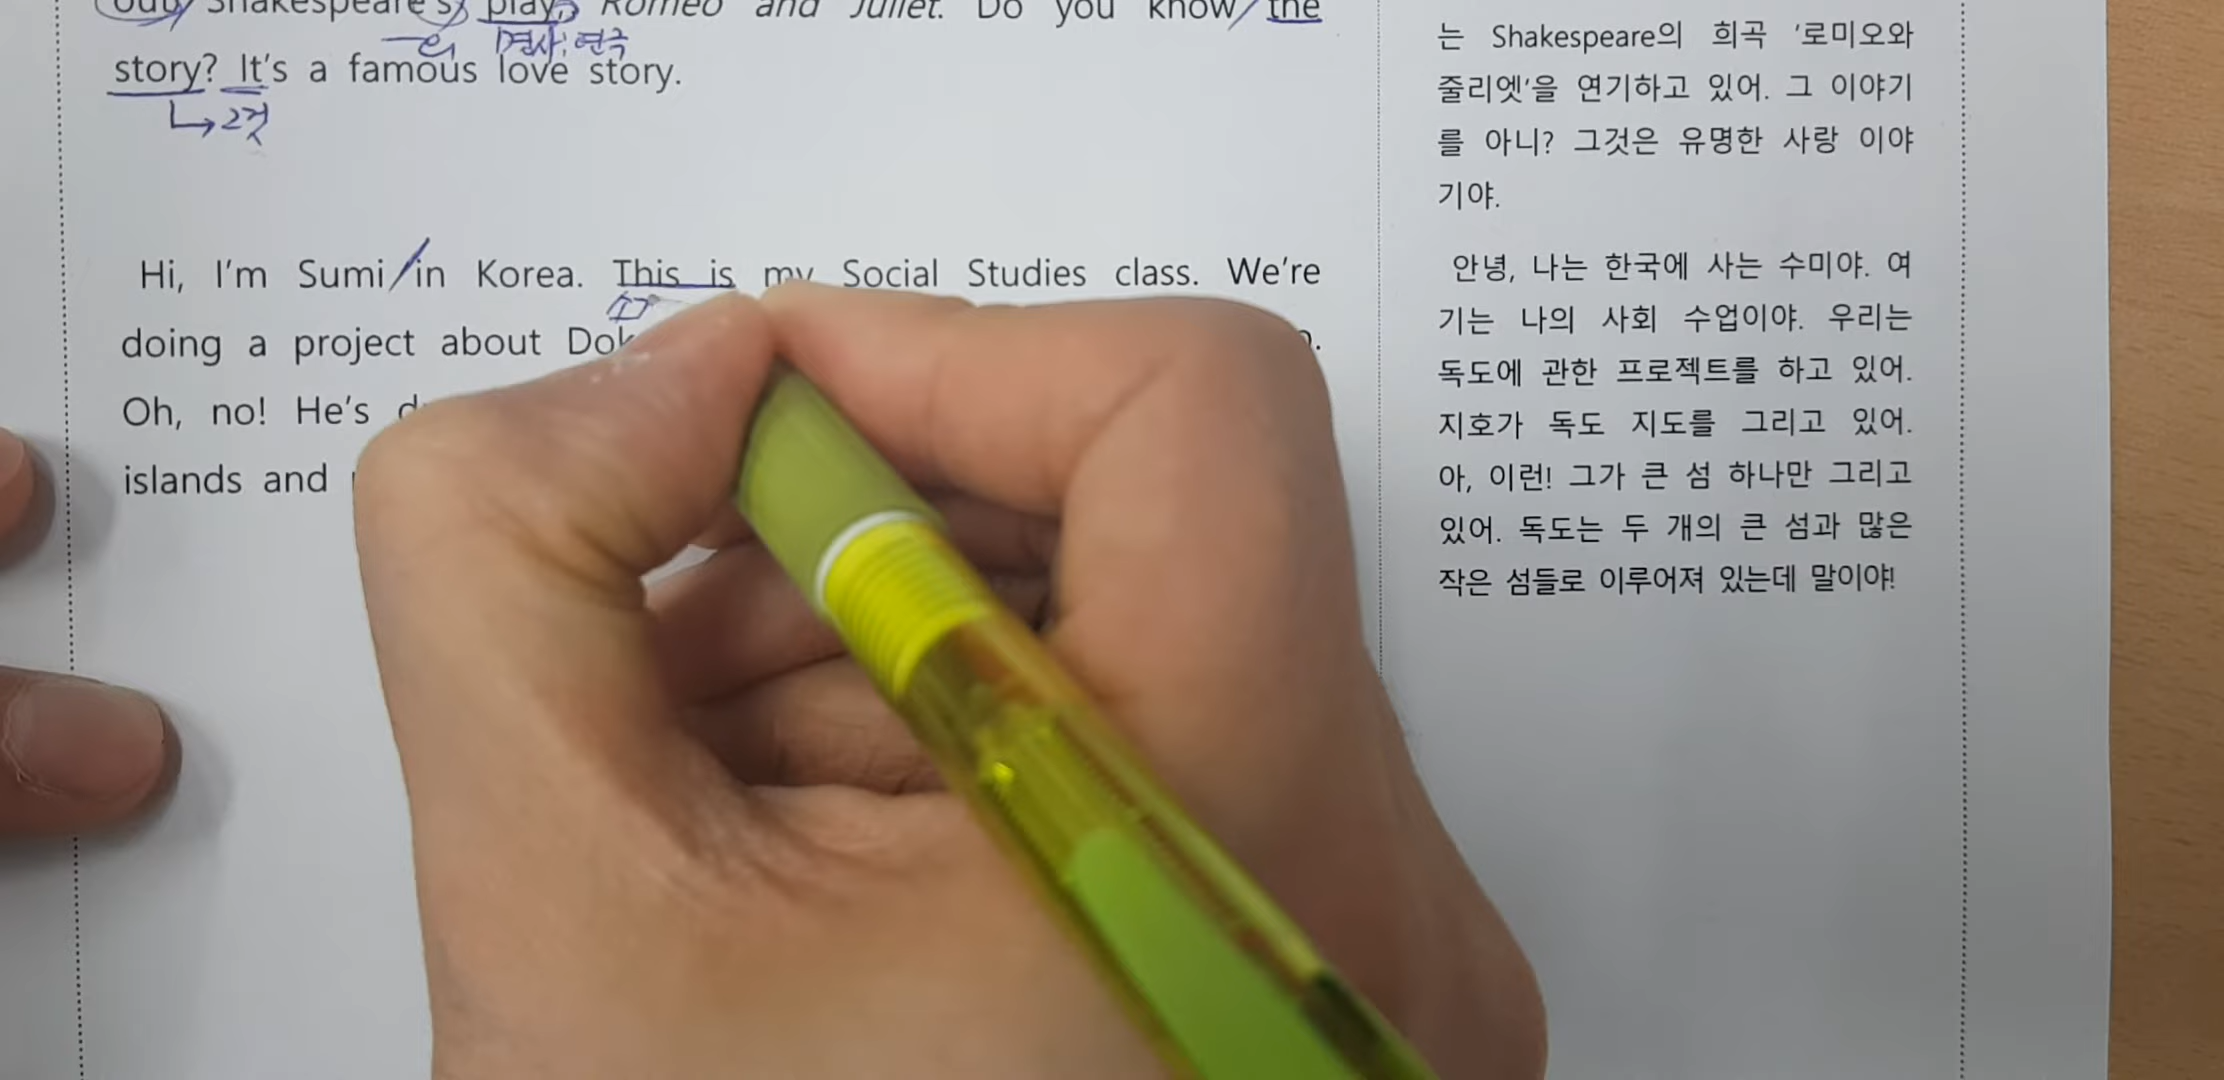 out Shakespeare's play, Romeo and Juliet. Do you know the
의 명사: 연극
story? It's a famous love story.
그것
Hi, I'm Sumi in Korea. This is my Social Studies class. We're
doing a project about
Oh, no! He's
islands and
는 Shakespeare의 희곡 '로미오와
줄리엣'을 연기하고 있어. 그 이야기
를 아니? 그것은 유명한 사랑 이야
기야.
안녕, 나는 한국에 사는 수미야. 여
기는 나의 사회 수업이야. 우리는
독도에 관한 프로젝트를 하고 있어.
지호가 독도 지도를 그리고 있어.
아, 이런! 그가 큰 섬 하나만 그리고
있어. 독도는 두 개의 큰 섬과 많은
작은 섬들로 이루어져 있는데 말이야!